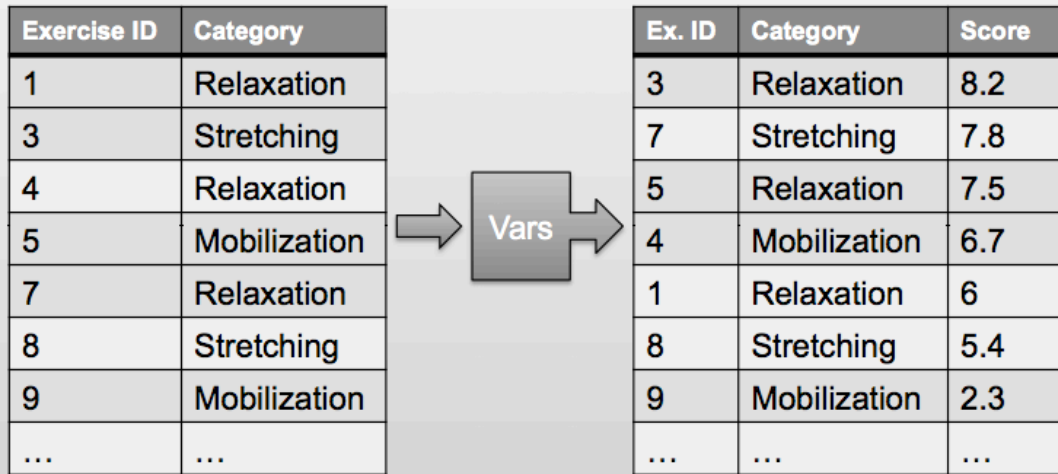 Exercise ID Category
1 Relaxation
3 Stretching
4 Relaxation
5 Mobilization
7 Relaxation
8 Stretching
9 Mobilization
… …
Vars
Ex. ID Category Score
3 Relaxation 8.2
7 Stretching 7.8
5 Relaxation 7.5
4 Mobilization 6.7
1 Relaxation 6
8 Stretching 5.4
9 Mobilization 2.3
… … …